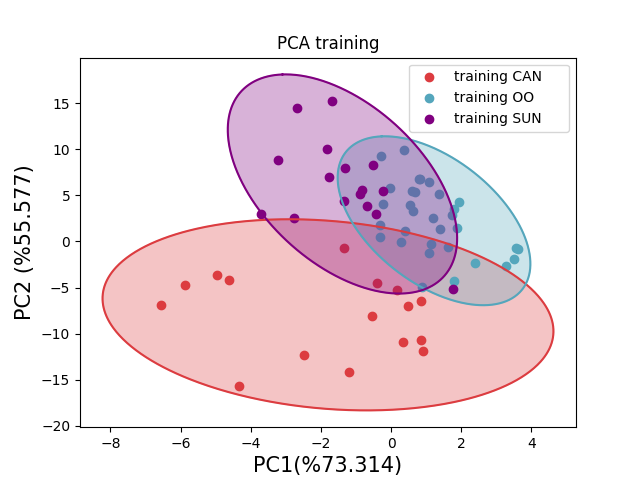 PCA training
training CAN
training OO
training SUN
15
10
5
0
−5
−10
−15
−20
PC2 (%55.577)
−8
−6
−4
−2
0
2
4
PC1(%73.314)